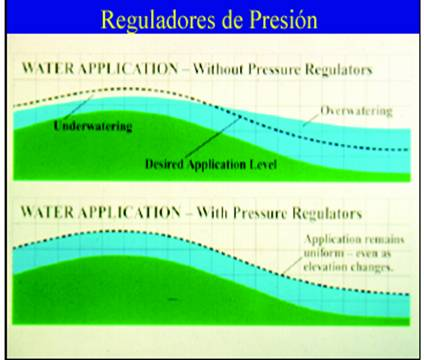 Reguladores de Presión
WATER APPLICATION – Without Pressure Regulators
Overwatering
Underwatering
Desired Application Level
WATER APPLICATION – With Pressure Regulators
Application remains
uniform – even as
elevation changes.